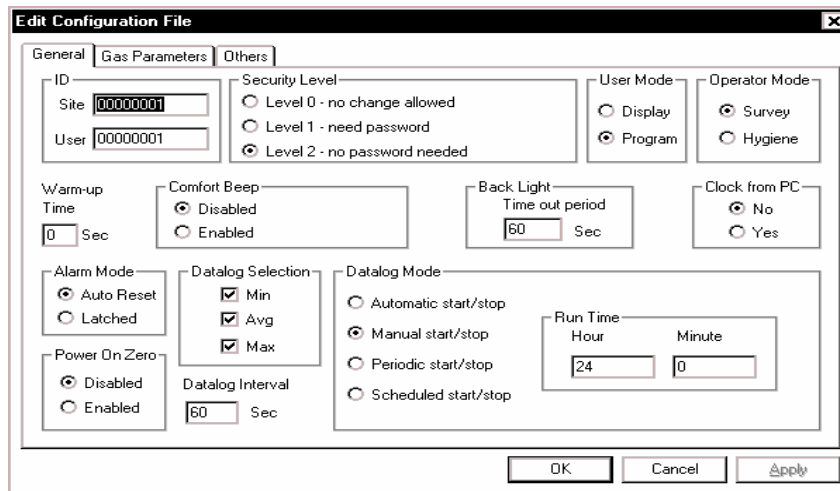 Edit Configuration File
General Gas Parameters Others
ID
Site 00000001
User 00000001
Security Level
Level 0 - no change allowed
Level 1 - need password
Level 2 - no password needed
User Mode
Display
Program
Operator Mode
Survey
Hygiene
Warm-up
Time
0 Sec
Comfort Beep
Disabled
Enabled
Back Light
Time out period
60 Sec
Clock from PC
No
Yes
Alarm Mode
Auto Reset
Latched
Power On Zero
Disabled
Enabled
Datalog Selection
Min
Avg
Max
Datalog Interval
60 Sec
Datalog Mode
Automatic start/stop
Manual start/stop
Periodic start/stop
Scheduled start/stop
Run Time
Hour Minute
24 0
OK Cancel Apply